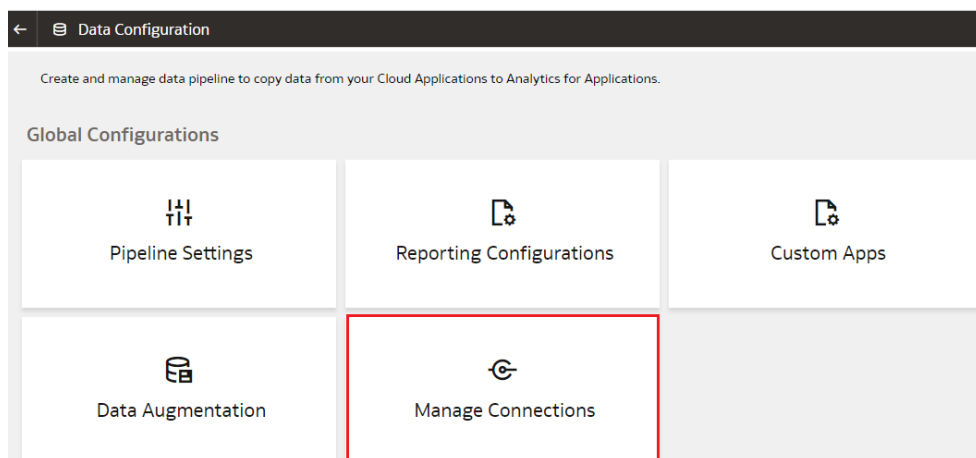 Data Configuration
Create and manage data pipeline to copy data from your Cloud Applications to Analytics for Applications.
Global Configurations
Pipeline Settings
Reporting Configurations
Custom Apps
Data Augmentation
Manage Connections